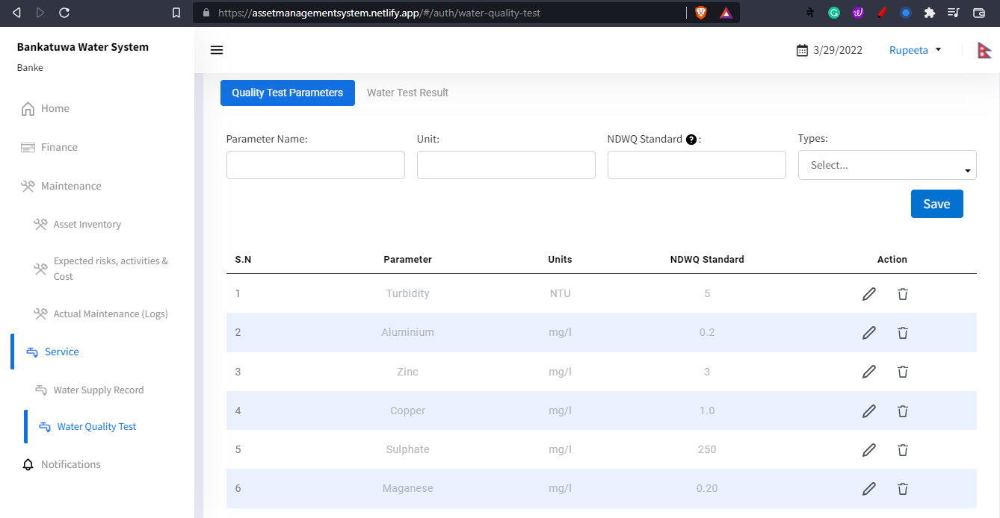 https://assetmanagementsystem.netlify.app/#/auth/water-quality-test
Bankatuwa Water System
Banke
3/29/2022 Rupeeta
Home
Finance
Maintenance
Asset Inventory
Expected risks, activities &
Cost
Actual Maintenance (Logs)
Service
Water Supply Record
Water Quality Test
Notifications
Quality Test Parameters Water Test Result
Parameter Name: Unit: NDWQ Standard ? : Types:
Select...
Save
S.N Parameter Units NDWQ Standard Action
1 Turbidity NTU 5
2 Aluminium mg/l 0.2
3 Zinc mg/l 3
4 Copper mg/l 1.0
5 Sulphate mg/l 250
6 Maganese mg/l 0.20